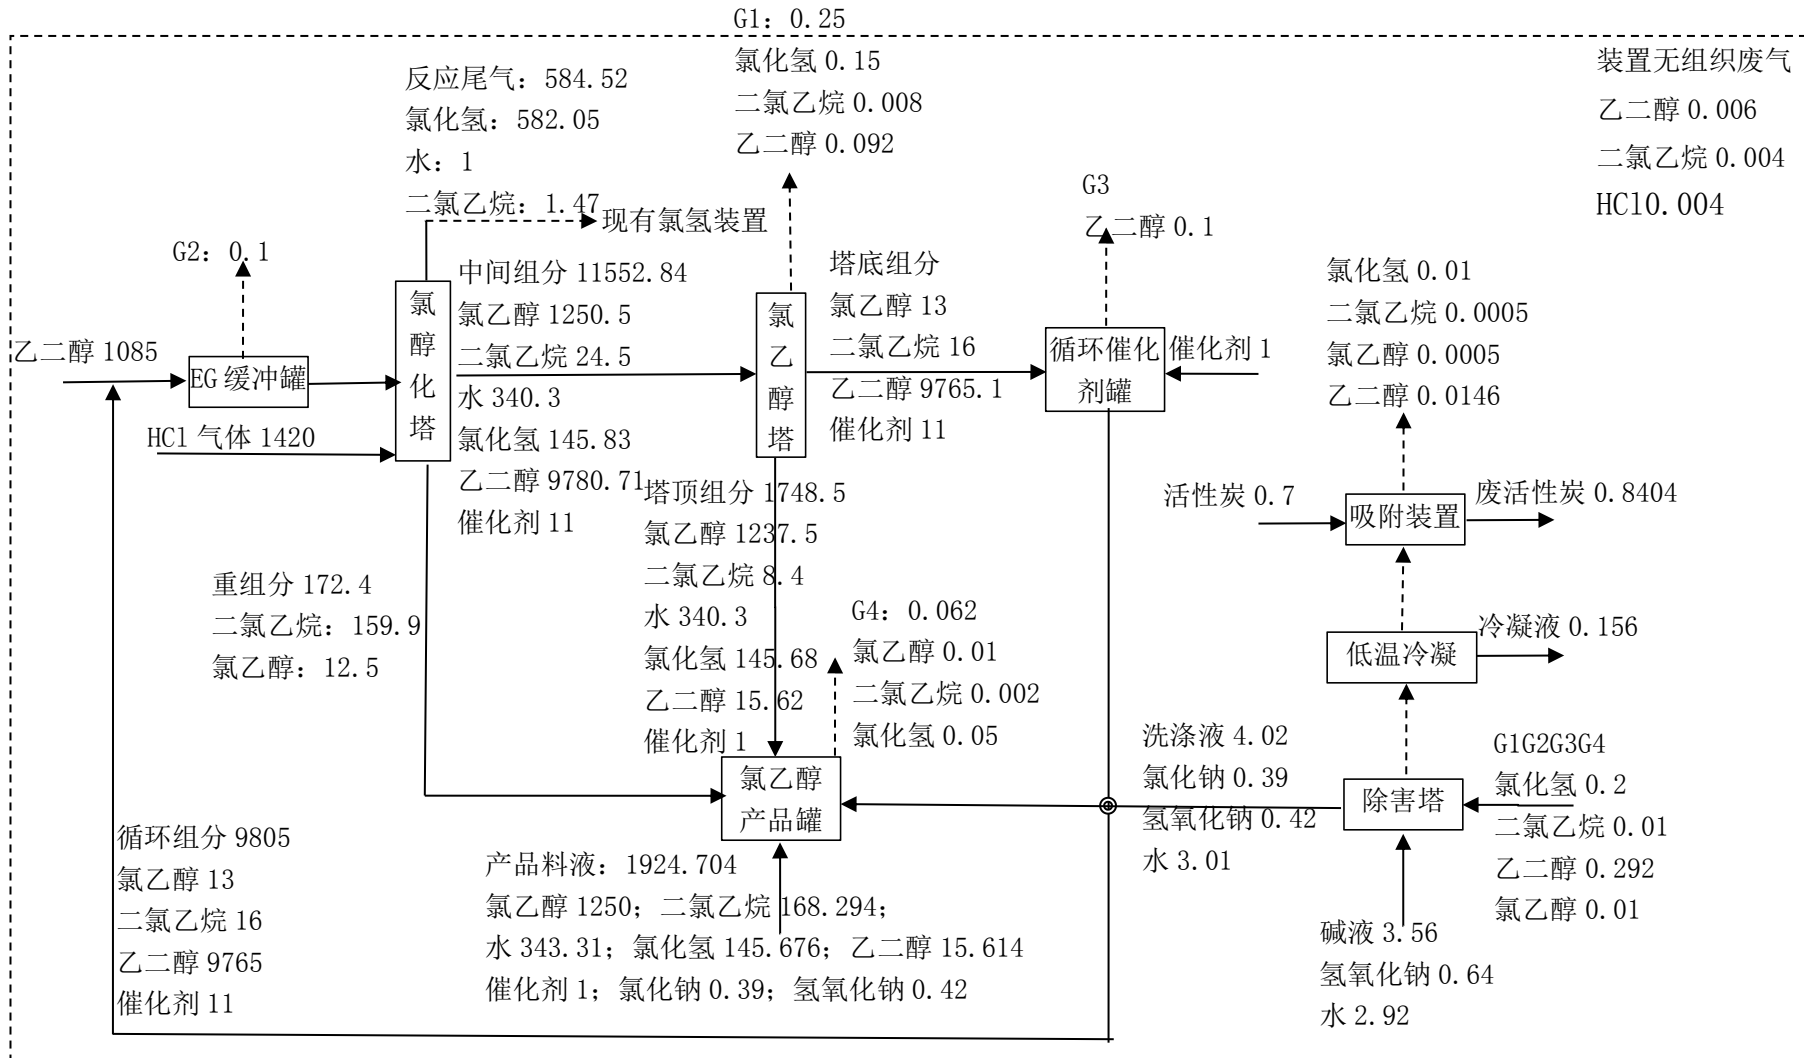 G1：0.25
氯化氢 0.15
二氯乙烷 0.008
乙二醇 0.092
装置无组织废气
乙二醇 0.006
二氯乙烷 0.004
HCl0.004
反应尾气：584.52
氯化氢：582.05
水：1
二氯乙烷：1.47
现有氯氢装置
G3
乙二醇 0.1
G2：0.1
乙二醇 1085
EG 缓冲罐
HCl 气体 1420
氯
醇
化
塔
中间组分 11552.84
氯乙醇 1250.5
二氯乙烷 24.5
水 340.3
氯化氢 145.83
乙二醇 9780.71
催化剂 11
氯
乙
醇
塔
塔底组分
氯乙醇 13
二氯乙烷 16
乙二醇 9765.1
催化剂 11
循环催化
剂罐
催化剂 1
氯化氢 0.01
二氯乙烷 0.0005
氯乙醇 0.0005
乙二醇 0.0146
活性炭 0.7
吸附装置
废活性炭 0.8404
塔顶组分 1748.5
氯乙醇 1237.5
二氯乙烷 8.4
水 340.3
氯化氢 145.68
乙二醇 15.62
催化剂 1
重组分 172.4
二氯乙烷：159.9
氯乙醇：12.5
G4：0.062
氯乙醇 0.01
二氯乙烷 0.002
氯化氢 0.05
低温冷凝
冷凝液 0.156
氯乙醇
产品罐
洗涤液 4.02
氯化钠 0.39
氢氧化钠 0.42
水 3.01
除害塔
G1G2G3G4
氯化氢 0.2
二氯乙烷 0.01
乙二醇 0.292
氯乙醇 0.01
碱液 3.56
氢氧化钠 0.64
水 2.92
循环组分 9805
氯乙醇 13
二氯乙烷 16
乙二醇 9765
催化剂 11
产品料液：1924.704
氯乙醇 1250；二氯乙烷 168.294；
水 343.31；氯化氢 145.676；乙二醇 15.614
催化剂 1；氯化钠 0.39；氢氧化钠 0.42